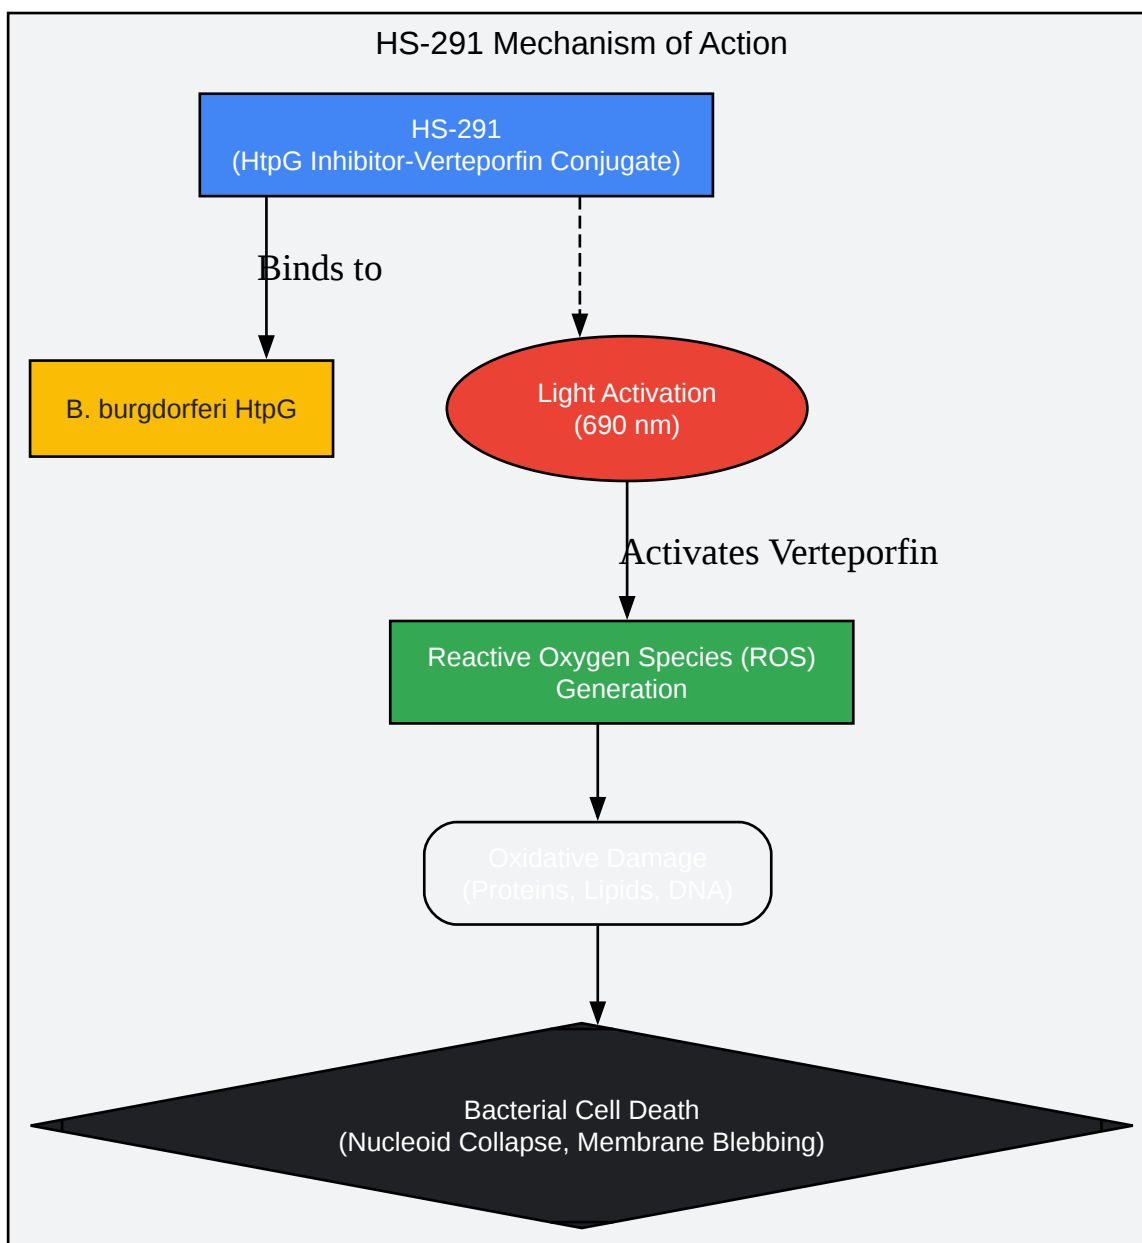 HS-291 Mechanism of Action
HS-291
(HtpG Inhibitor-Verteporfin Conjugate)
Binds to
B. burgdorferi HtpG
Light Activation
(690 nm)
Activates Verteporfin
Reactive Oxygen Species (ROS)
Generation
Oxidative Damage
(Proteins, Lipids, DNA)
Bacterial Cell Death
(Nucleoid Collapse, Membrane Blebbing)